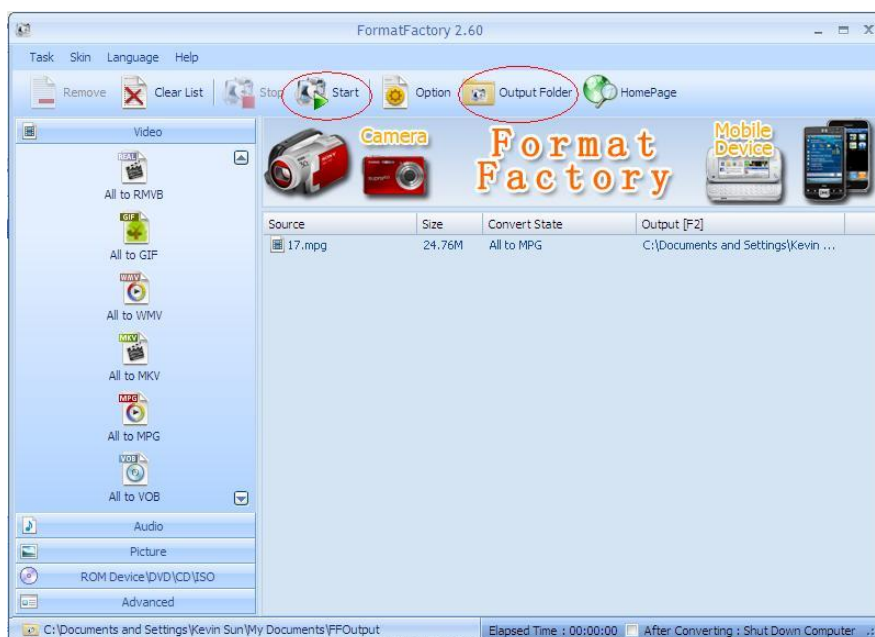 FormatFactory 2.60
Task Skin Language Help
Remove Clear List Stop Start Option Output Folder HomePage
Video
REAL
All to RMVB
GIF
All to GIF
WMV
All to WMV
MKV
All to MKV
MPG
All to MPG
VOB
All to VOB
Audio
Picture
ROM Device\DVD\CD\ISO
Advanced
Camera
Format
Factory
Mobile
Device
Source Size Convert State Output [F2]
17.mpg 24.76M All to MPG C:\Documents and Settings\Kevin ...
C:\Documents and Settings\Kevin Sun\My Documents\FFOutput
Elapsed Time : 00:00:00 After Converting : Shut Down Computer